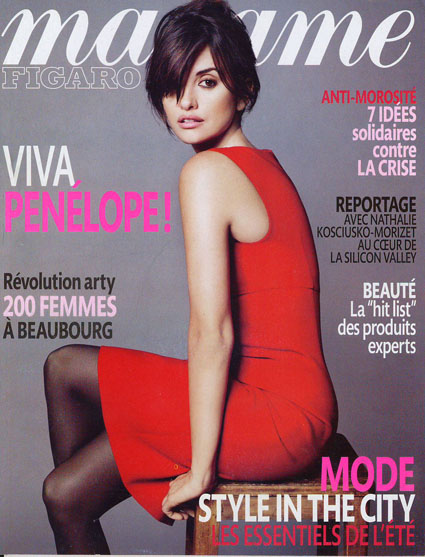 madame
FIGARO
ANTI-MOROSITÉ
7 IDÉES
solidaires
contre
LA CRISE
VIVA
PENÉLOPE !
REPORTAGE
AVEC NATHALIE
KOSCIUSKO-MORIZET
AU CŒUR DE
LA SILICON VALLEY
Révolution arty
200 FEMMES
À BEAUBOURG
BEAUTÉ
La "hit list"
des produits
experts
MODE
STYLE IN THE CITY
LES ESSENTIELS DE L'ÉTÉ